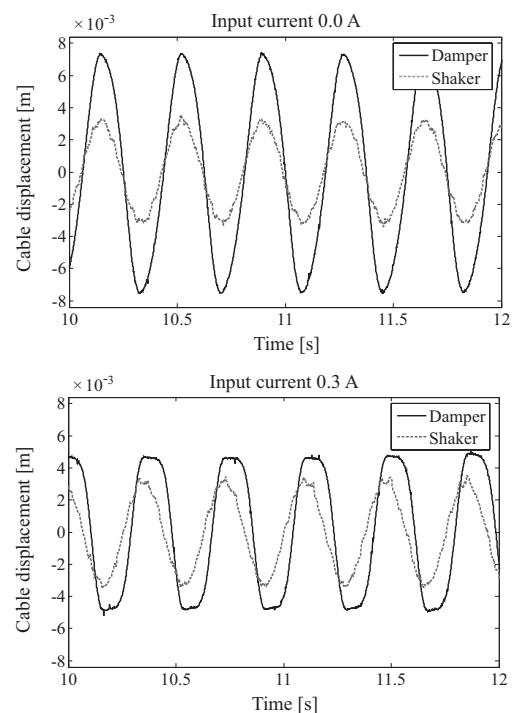 Input current 0.0 A
× 10⁻³
8
6
4
2
0
-2
-4
-6
-8
Cable displacement [m]
Damper
Shaker
10 10.5 11 11.5 12
Time [s]
Input current 0.3 A
× 10⁻³
8
6
4
2
0
-2
-4
-6
-8
Cable displacement [m]
Damper
Shaker
10 10.5 11 11.5 12
Time [s]